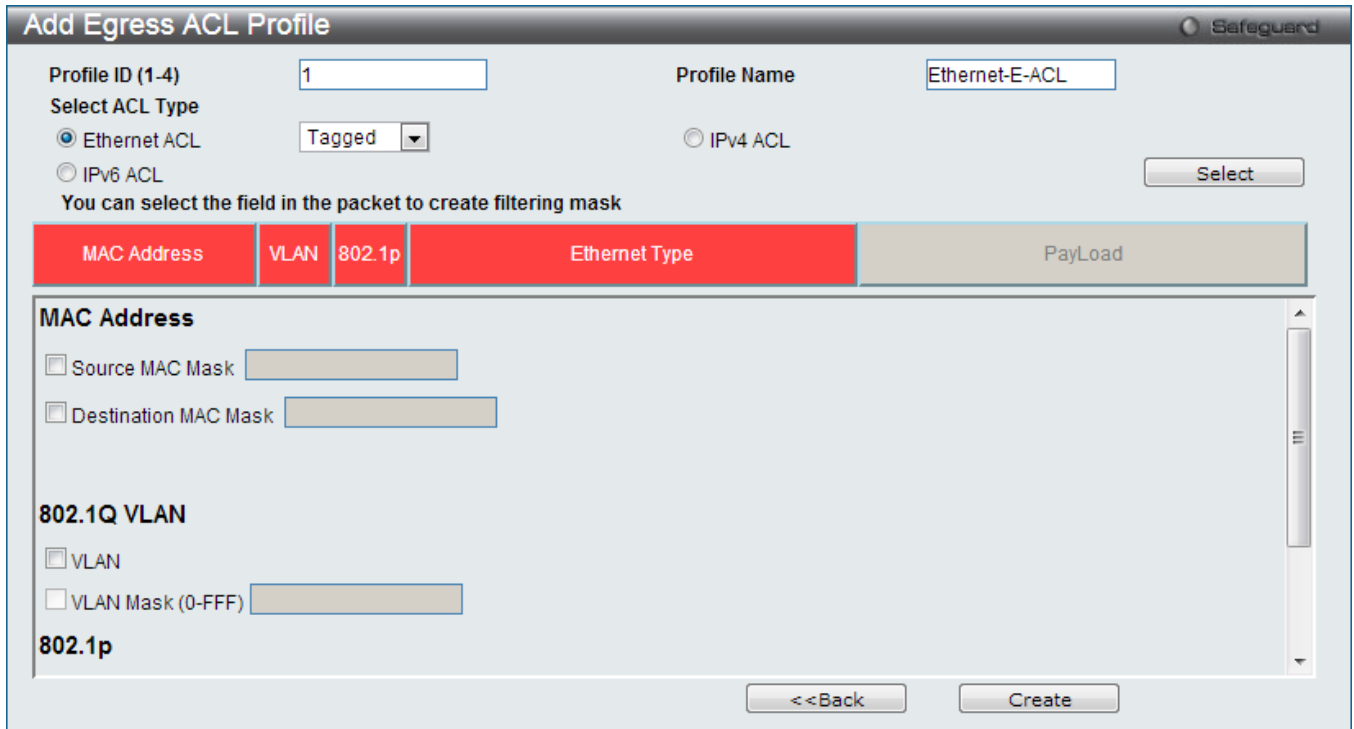 Add Egress ACL Profile
Safeguard
Profile ID (1-4) 1 Profile Name Ethernet-E-ACL
Select ACL Type
Ethernet ACL Tagged IPv4 ACL
IPv6 ACL
Select
You can select the field in the packet to create filtering mask
MAC Address VLAN 802.1p Ethernet Type PayLoad
MAC Address
Source MAC Mask
Destination MAC Mask
802.1Q VLAN
VLAN
VLAN Mask (0-FFF)
802.1p
<<Back Create